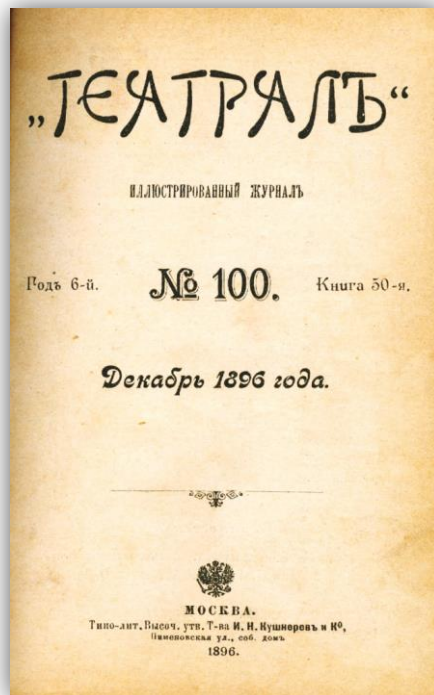 „ТЕАТРАЛЪ“
ИЛЛЮСТРИРОВАННЫЙ ЖУРНАЛЪ
Годъ 6-й. № 100. Книга 50-я.
Декабрь 1896 года.
МОСКВА.
Типо-лит. Высоч. утв. Т-ва И. Н. Кушнеревъ и Кº,
Пименовская ул., соб. домъ
1896.